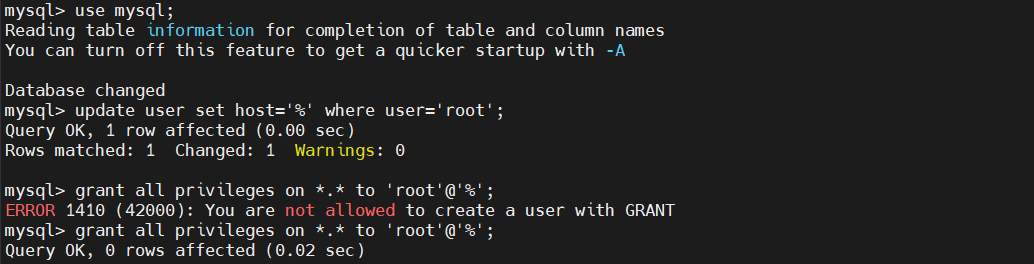 mysql> use mysql;
Reading table information for completion of table and column names
You can turn off this feature to get a quicker startup with -A
Database changed
mysql> update user set host='%' where user='root';
Query OK, 1 row affected (0.00 sec)
Rows matched: 1  Changed: 1  Warnings: 0
mysql> grant all privileges on *.* to 'root'@'%';
ERROR 1410 (42000): You are not allowed to create a user with GRANT
mysql> grant all privileges on *.* to 'root'@'%';
Query OK, 0 rows affected (0.02 sec)